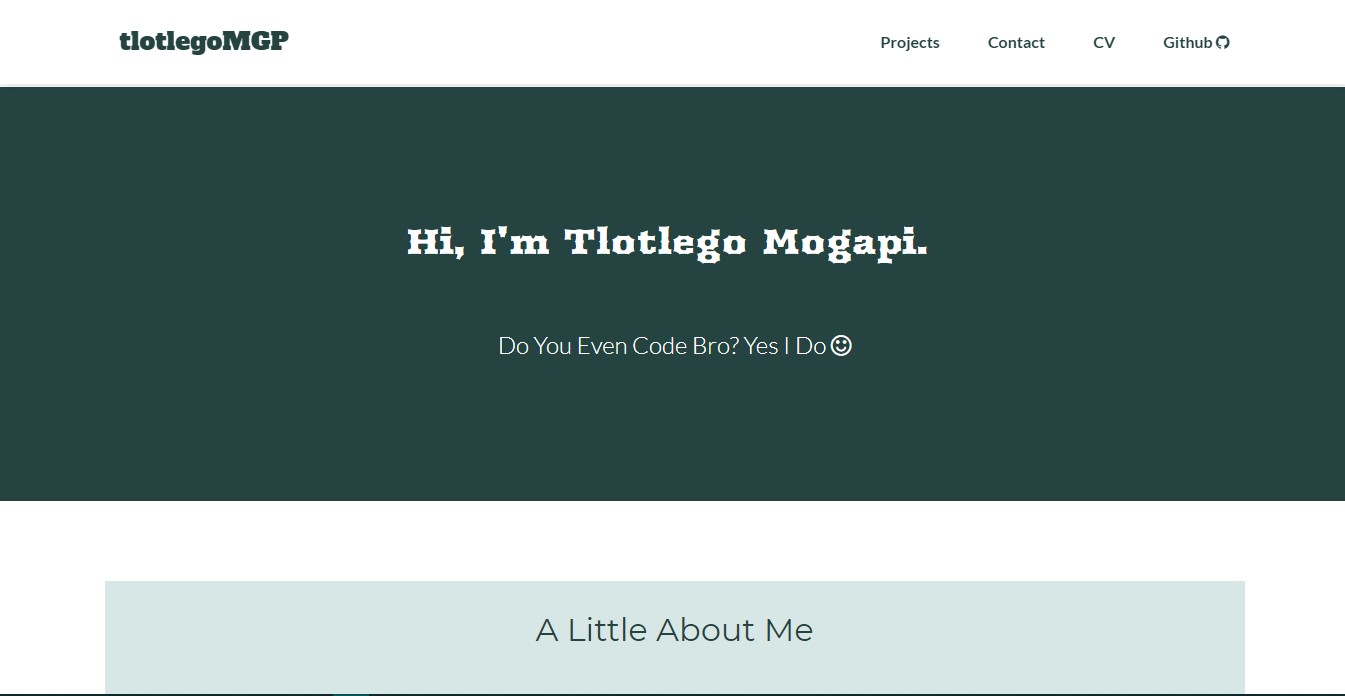 tlotlegoMGP
Projects Contact CV Github
Hi, I'm Tlotlego Mogapi.
Do You Even Code Bro? Yes I Do
A Little About Me